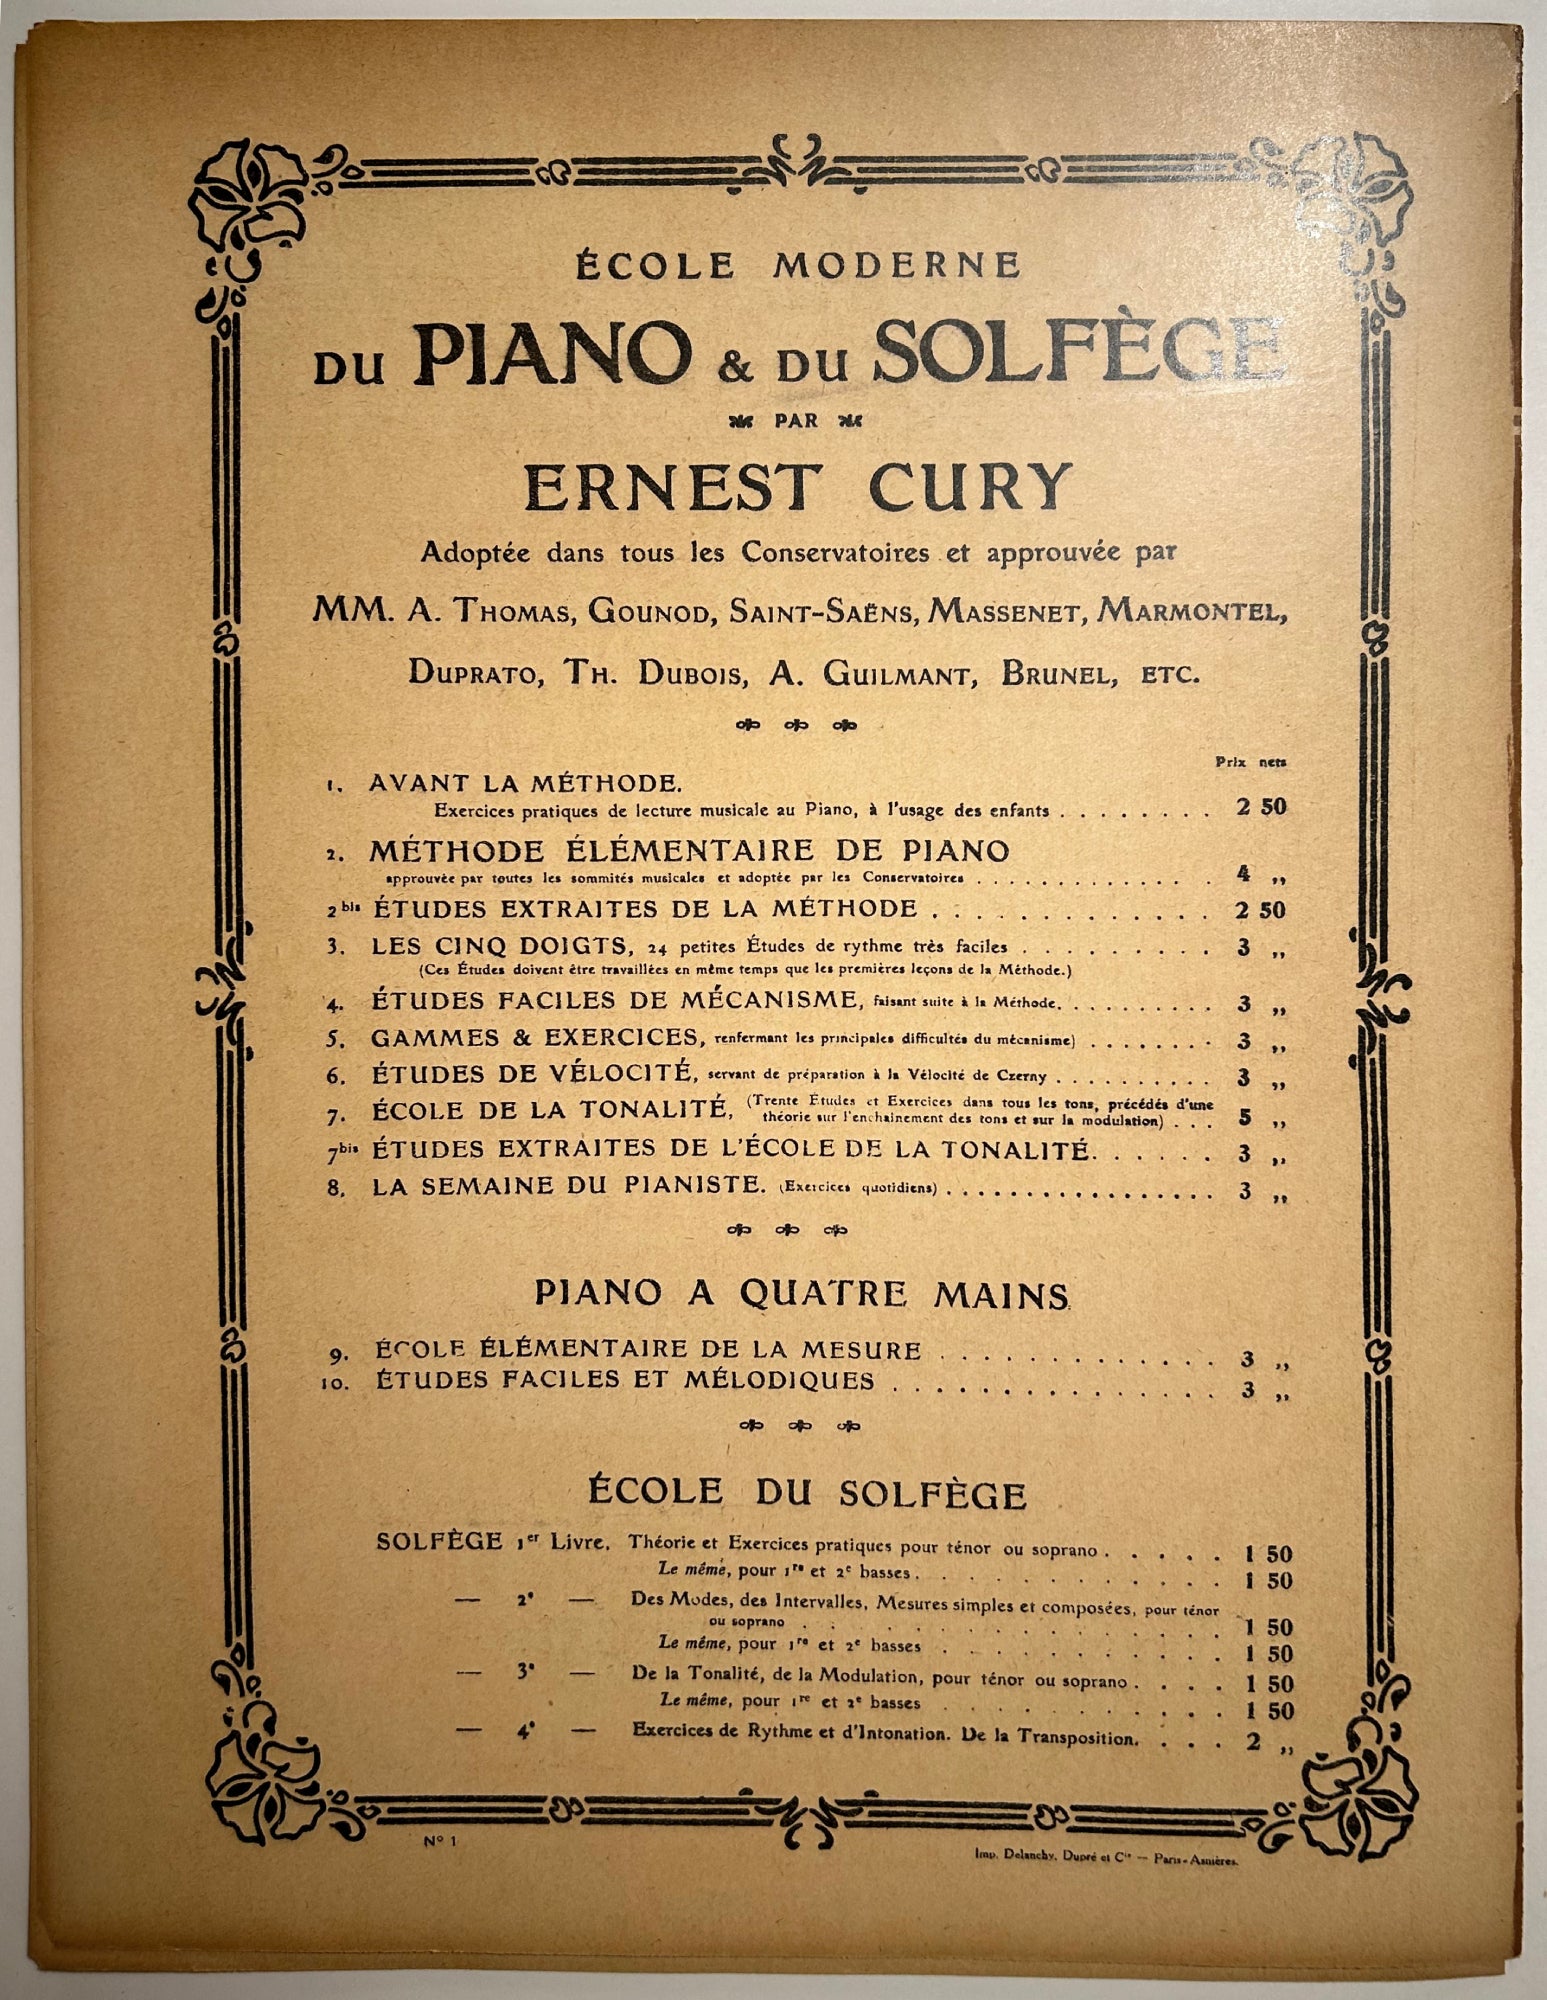 ÉCOLE MODERNE
DU PIANO & DU SOLFÈGE
PAR
ERNEST CURY
Adoptée dans tous les Conservatoires et approuvée par
MM. A. THOMAS, GOUNOD, SAINT-SAËNS, MASSENET, MARMONTEL,
DUPRATO, TH. DUBOIS, A. GUILMANT, BRUNEL, ETC.
Prix nets
1. AVANT LA MÉTHODE.
Exercices pratiques de lecture musicale au Piano, à l'usage des enfants . . . . . . . . 2 50
2. MÉTHODE ÉLÉMENTAIRE DE PIANO
approuvée par toutes les sommités musicales et adoptée par les Conservatoires . . . . . . . . . . . . . 4 „
2bis ÉTUDES EXTRAITES DE LA MÉTHODE . . . . . . . . . . . . . 2 50
3. LES CINQ DOIGTS, 24 petites Études de rythme très faciles . . . . . . . . . 3 „
(Ces Études doivent être travaillées en même temps que les premières leçons de la Méthode.)
4. ÉTUDES FACILES DE MÉCANISME, faisant suite à la Méthode. . . . . . . . . . 3 „
5. GAMMES & EXERCICES, renfermant les principales difficultés du mécanisme) . . . . . . . . 3 „
6. ÉTUDES DE VÉLOCITÉ, servant de préparation à la Vélocité de Czerny . . . . . . . . . . 3 „
7. ÉCOLE DE LA TONALITÉ, (Trente Études et Exercices dans tous les tons, précédés d'une
théorie sur l'enchaînement des tons et sur la modulation) . . . 5 „
7bis ÉTUDES EXTRAITES DE L'ÉCOLE DE LA TONALITÉ. . . . . . 3 „
8. LA SEMAINE DU PIANISTE. (Exercices quotidiens) . . . . . . . . . . . . . . . . . 3 „
PIANO A QUATRE MAINS
9. ÉCOLE ÉLÉMENTAIRE DE LA MESURE . . . . . . . . . . . . . 3 „
10. ÉTUDES FACILES ET MÉLODIQUES . . . . . . . . . . . . . . . 3 „
ÉCOLE DU SOLFÈGE
SOLFÈGE 1er Livre. Théorie et Exercices pratiques pour ténor ou soprano . . . . . 1 50
Le même, pour 1re et 2e basses . . . . . . . . . . . 1 50
— 2e — Des Modes, des Intervalles, Mesures simples et composées, pour ténor
ou soprano . . . . . . . . . . . . . . . 1 50
Le même, pour 1re et 2e basses . . . . . . . . . . . 1 50
— 3e — De la Tonalité, de la Modulation, pour ténor ou soprano . . . . 1 50
Le même, pour 1re et 2e basses . . . . . . . . . . . 1 50
— 4e — Exercices de Rythme et d'Intonation. De la Transposition. . . . 2 „
N° 1
Imp. Delanchy, Dupré et Cie — Paris-Asnières.